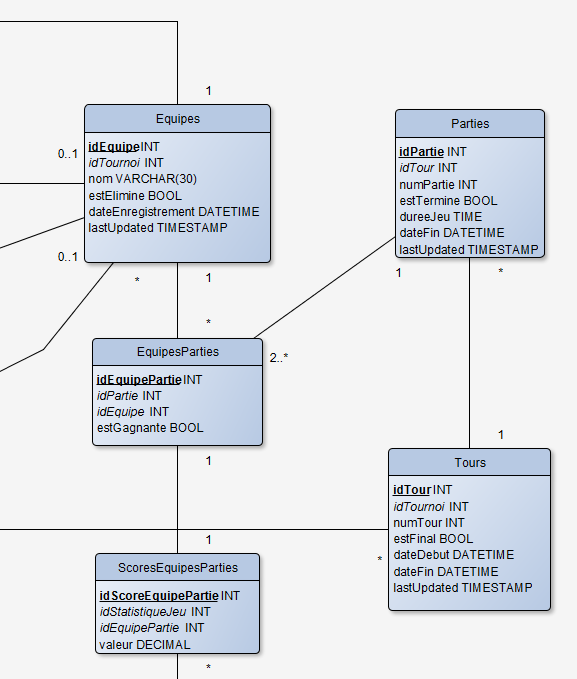 1
Equipes
idEquipe INT
idTournoi INT
nom VARCHAR(30)
estElimine BOOL
dateEnregistrement DATETIME
lastUpdated TIMESTAMP
0..1
0..1
*
1
Parties
idPartie INT
idTour INT
numPartie INT
estTermine BOOL
dureeJeu TIME
dateFin DATETIME
lastUpdated TIMESTAMP
1
*
*
EquipesParties
idEquipePartie INT
idPartie INT
idEquipe INT
estGagnante BOOL
2..*
1
1
Tours
idTour INT
idTournoi INT
numTour INT
estFinal BOOL
dateDebut DATETIME
dateFin DATETIME
lastUpdated TIMESTAMP
*
1
ScoresEquipesParties
idScoreEquipePartie INT
idStatistiqueJeu INT
idEquipePartie INT
valeur DECIMAL
*